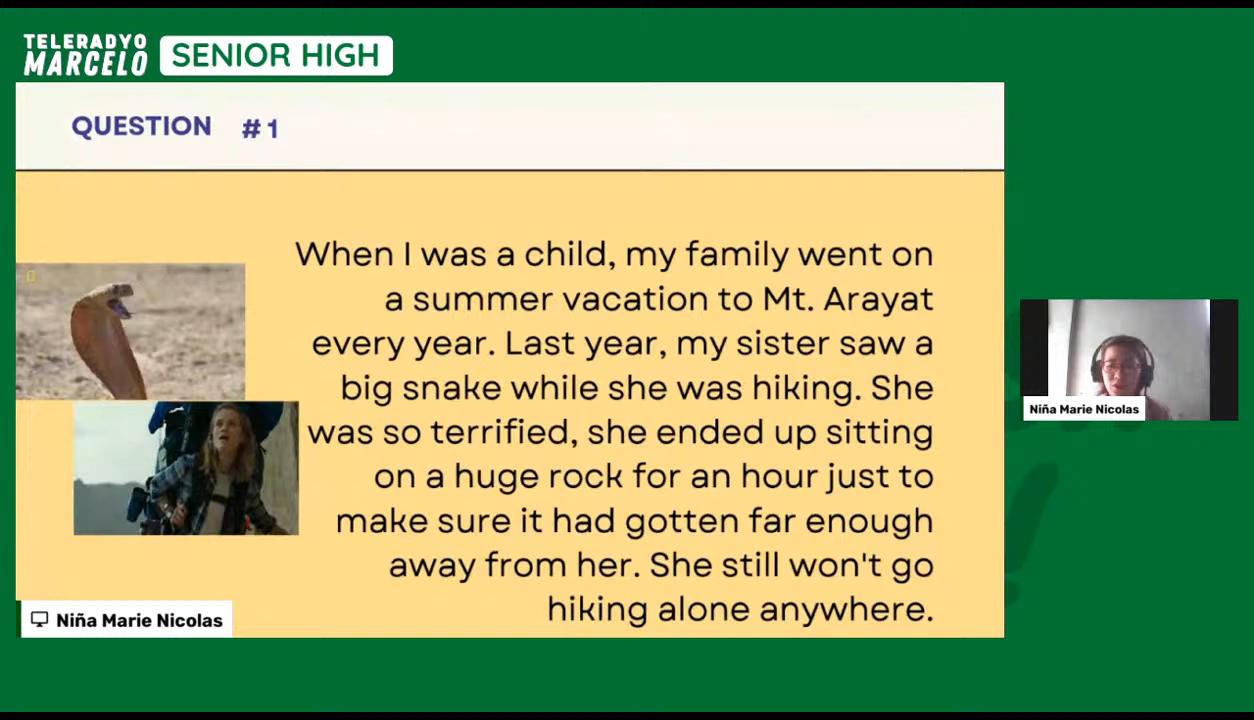 TELERADYO
MARCELO
SENIOR HIGH
QUESTION #1
When I was a child, my family went on
a summer vacation to Mt. Arayat
every year. Last year, my sister saw a
big snake while she was hiking. She
was so terrified, she ended up sitting
on a huge rock for an hour just to
make sure it had gotten far enough
away from her. She still won't go
hiking alone anywhere.
Niña Marie Nicolas
Niña Marie Nicolas